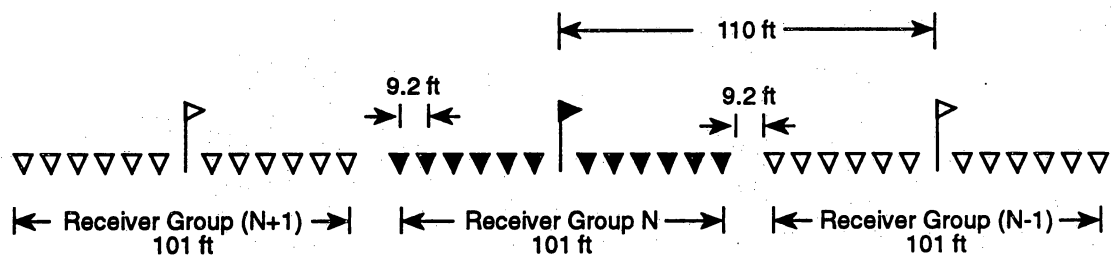 110 ft
9.2 ft
9.2 ft
Receiver Group (N+1)
101 ft
Receiver Group N
101 ft
Receiver Group (N-1)
101 ft